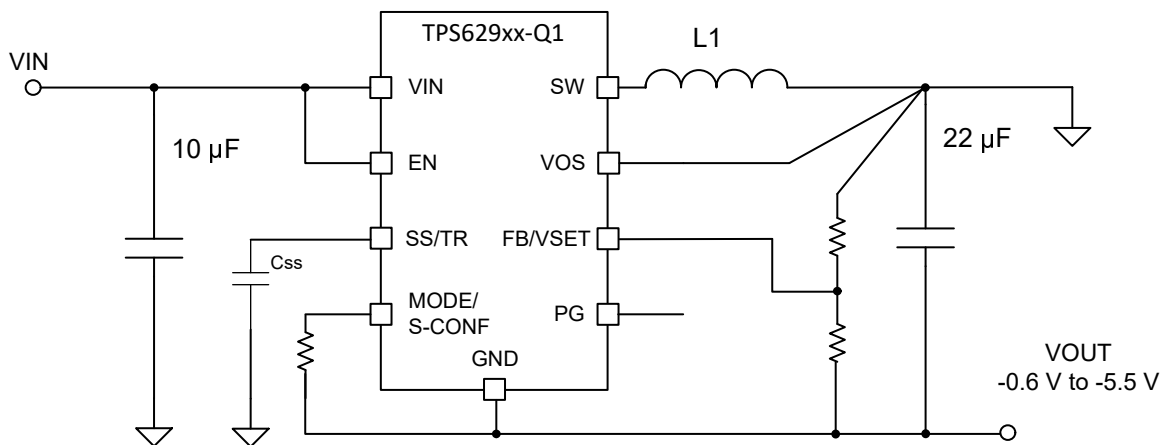 TPS629xx-Q1
L1
VIN
VIN
SW
10 µF
22 µF
EN
VOS
SS/TR
FB/VSET
Css
MODE/
S-CONF
PG
GND
VOUT
-0.6 V to -5.5 V